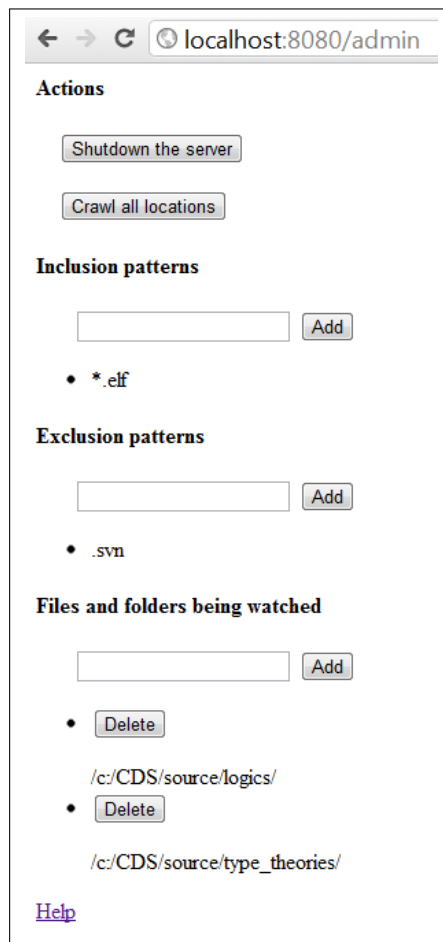 localhost:8080/admin
Actions
Shutdown the server
Crawl all locations
Inclusion patterns
Add
*.elf
Exclusion patterns
Add
.svn
Files and folders being watched
Add
Delete
/c:/CDS/source/logics/
Delete
/c:/CDS/source/type_theories/
Help